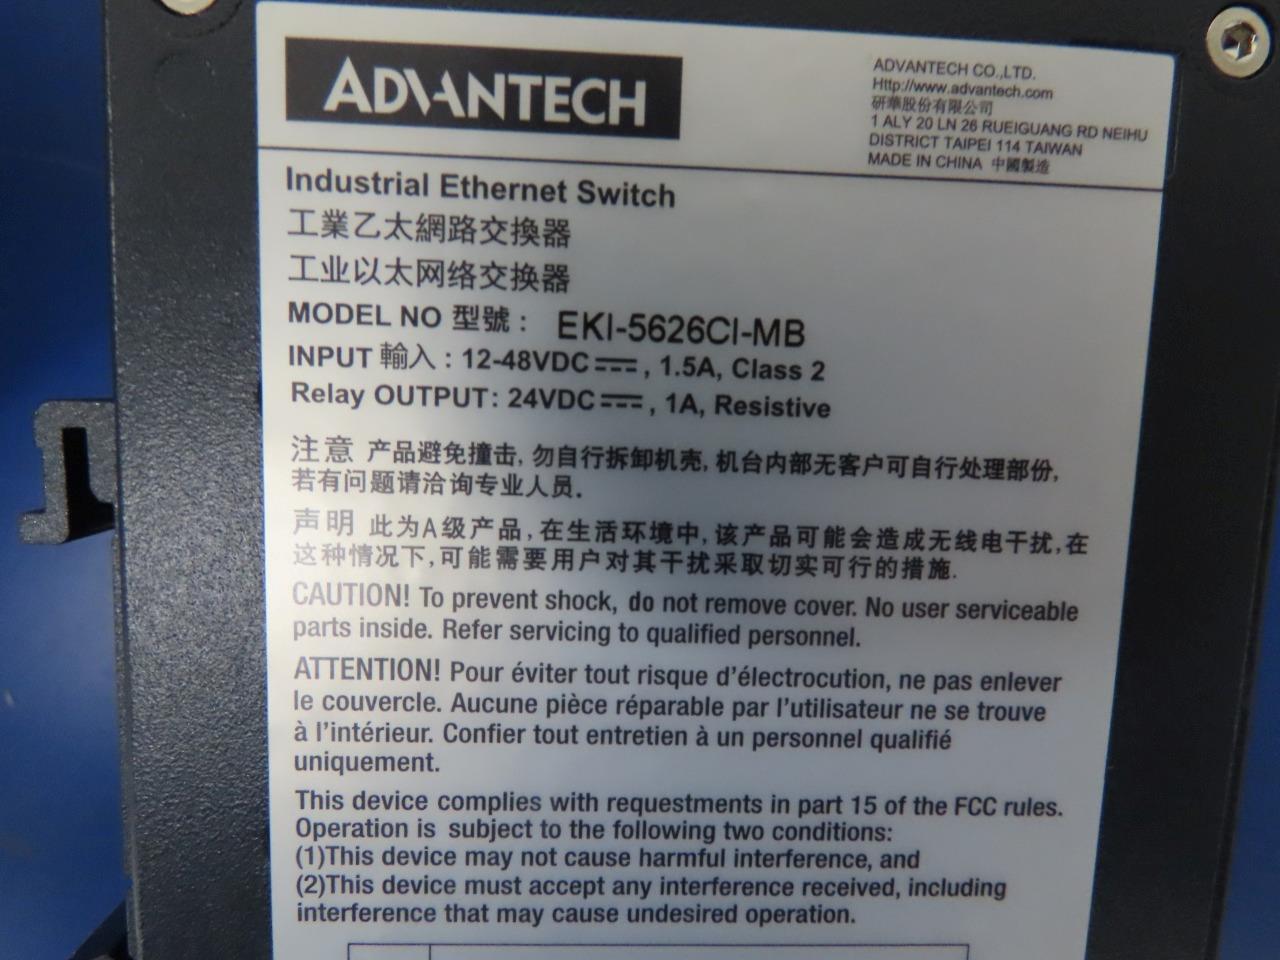 ADVANTECH
ADVANTECH CO.,LTD.
Http://www.advantech.com
研華股份有限公司
1 ALY 20 LN 26 RUEIGUANG RD NEIHU
DISTRICT TAIPEI 114 TAIWAN
MADE IN CHINA 中國製造
Industrial Ethernet Switch
工業乙太網路交換器
工业以太网络交换器
MODEL NO 型號 : EKI-5626CI-MB
INPUT 輸入 : 12-48VDC⎓, 1.5A, Class 2
Relay OUTPUT: 24VDC⎓, 1A, Resistive
注意 产品避免撞击, 勿自行拆卸机壳, 机台内部无客户可自行处理部份,
若有问题请洽询专业人员.
声明 此为A级产品, 在生活环境中, 该产品可能会造成无线电干扰, 在
这种情况下, 可能需要用户对其干扰采取切实可行的措施.
CAUTION! To prevent shock, do not remove cover. No user serviceable
parts inside. Refer servicing to qualified personnel.
ATTENTION! Pour éviter tout risque d'électrocution, ne pas enlever
le couvercle. Aucune pièce réparable par l'utilisateur ne se trouve
à l'intérieur. Confier tout entretien à un personnel qualifié
uniquement.
This device complies with requestments in part 15 of the FCC rules.
Operation is subject to the following two conditions:
(1)This device may not cause harmful interference, and
(2)This device must accept any interference received, including
interference that may cause undesired operation.